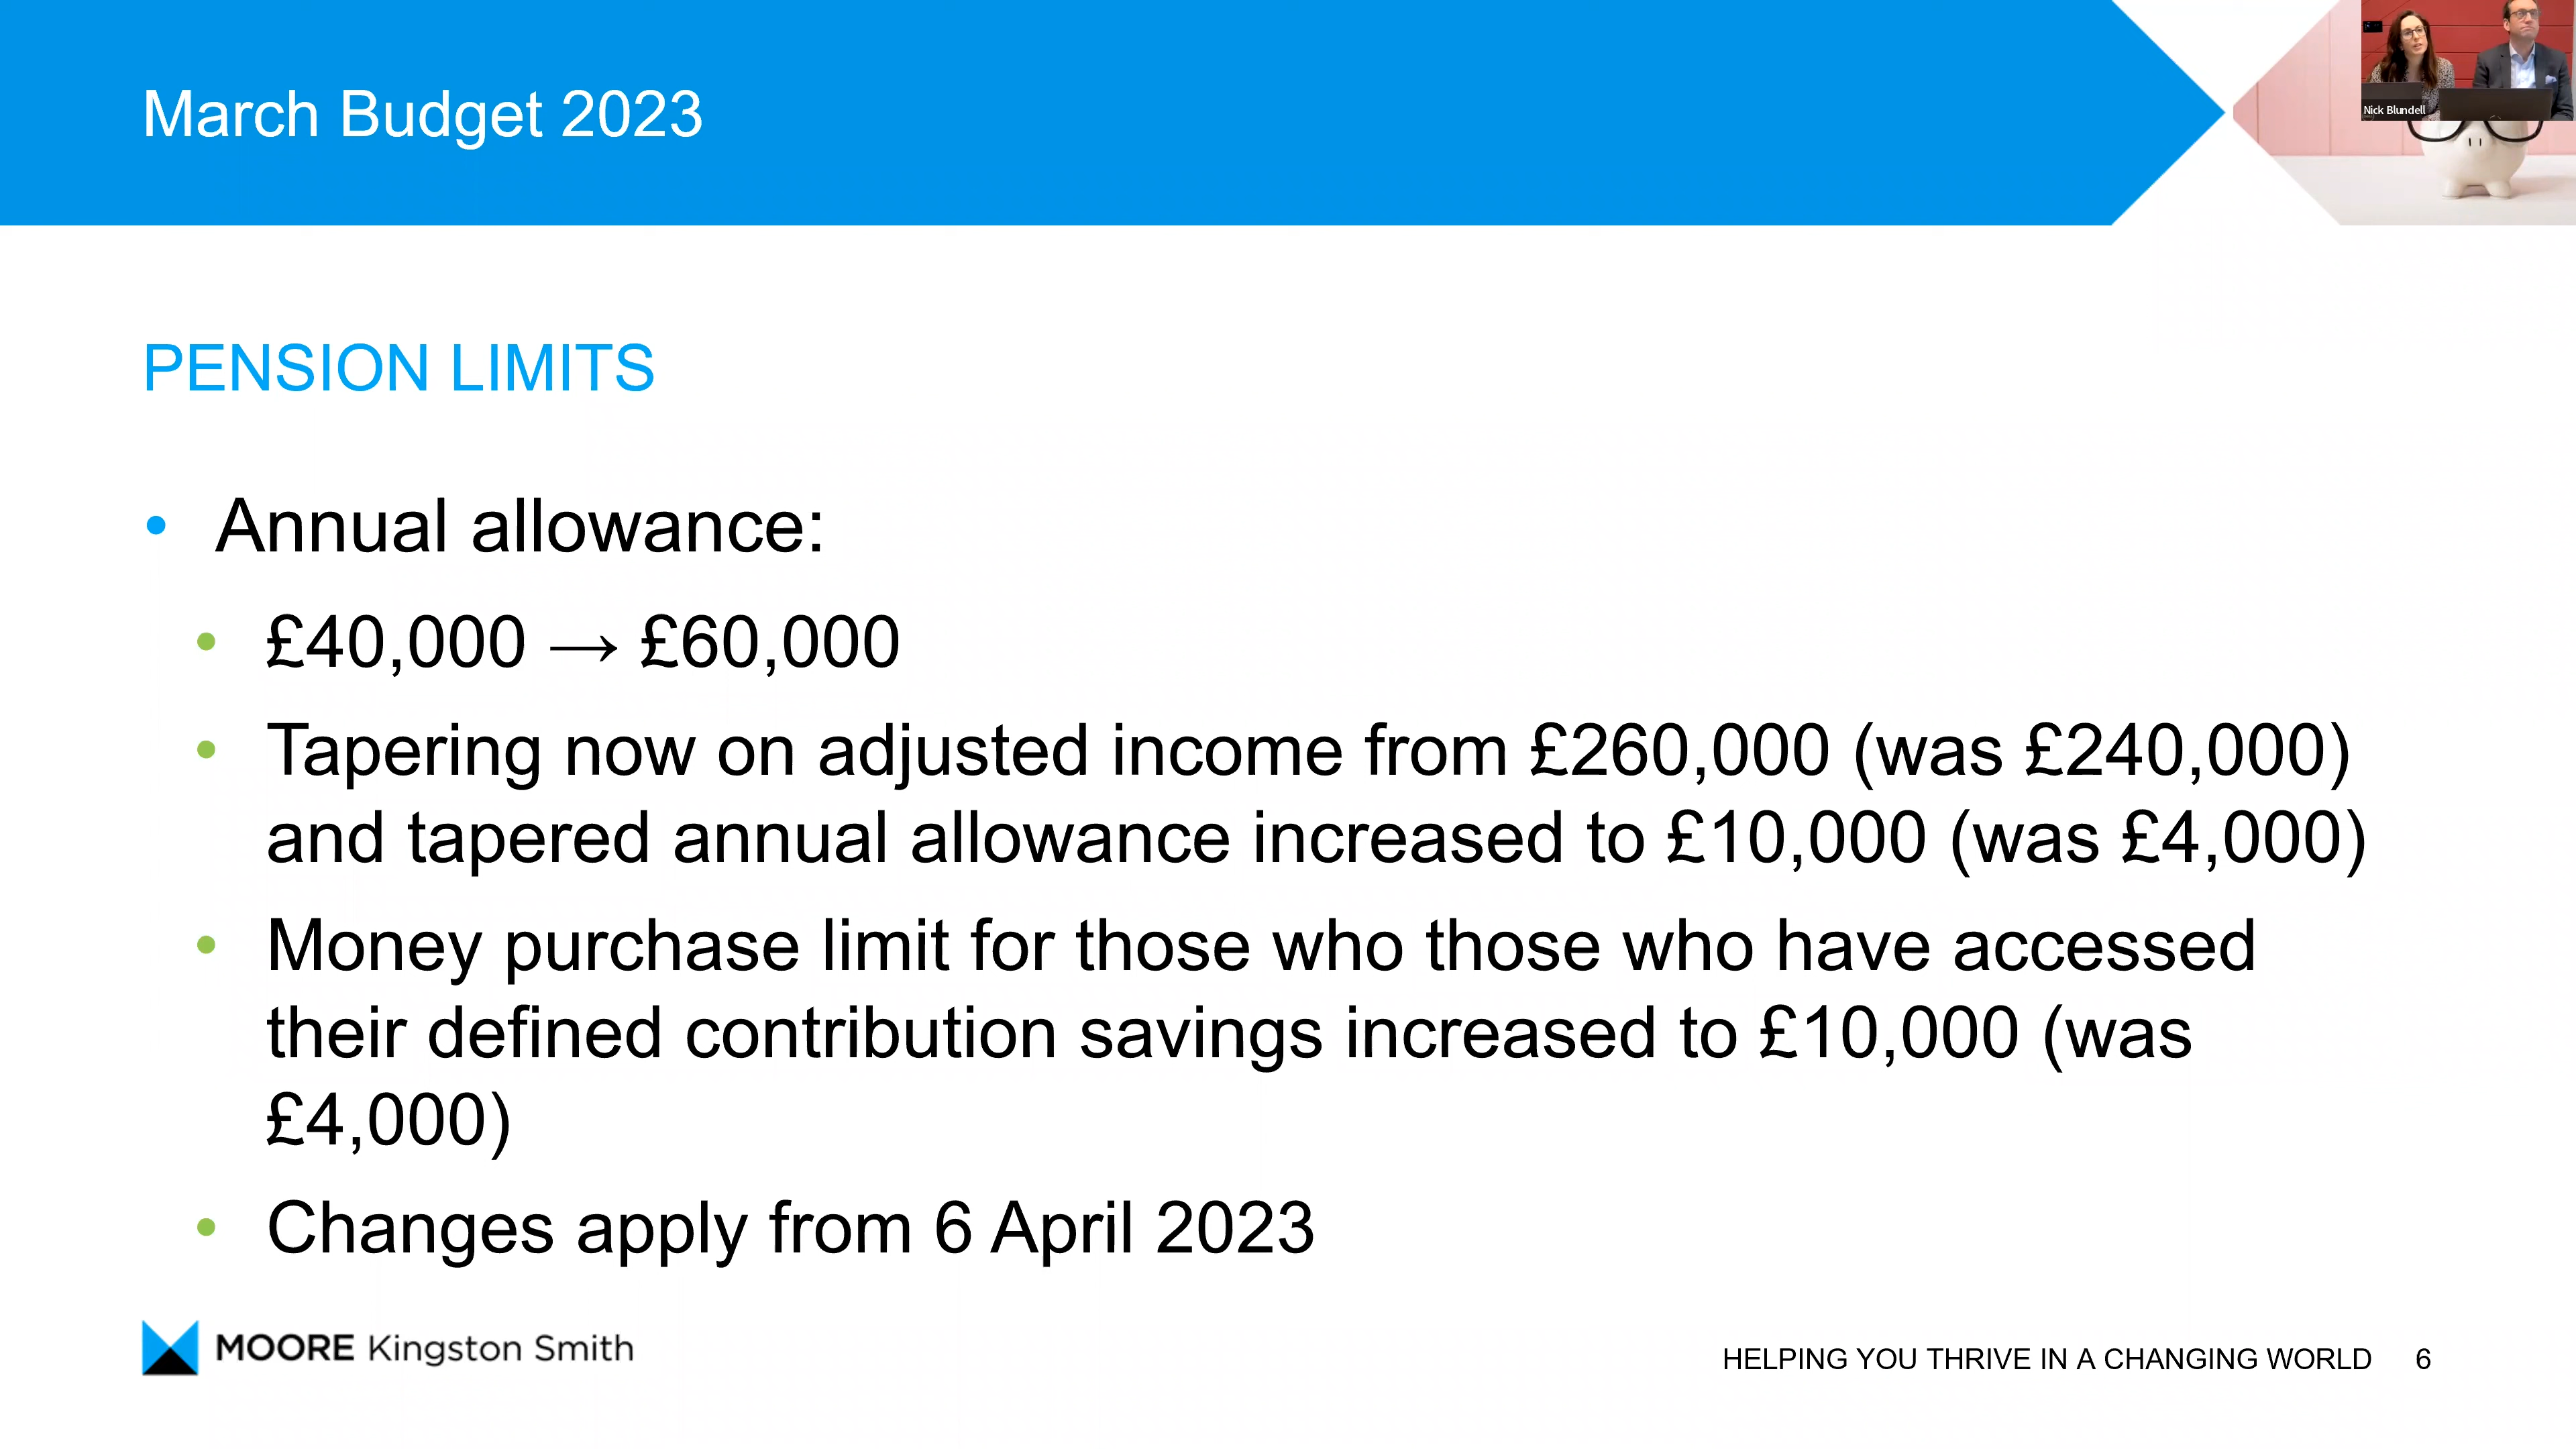 March Budget 2023
Nick Blundell
PENSION LIMITS
• Annual allowance:
• £40,000 → £60,000
• Tapering now on adjusted income from £260,000 (was £240,000)
and tapered annual allowance increased to £10,000 (was £4,000)
• Money purchase limit for those who those who have accessed
their defined contribution savings increased to £10,000 (was
£4,000)
• Changes apply from 6 April 2023
MOORE Kingston Smith
HELPING YOU THRIVE IN A CHANGING WORLD 6